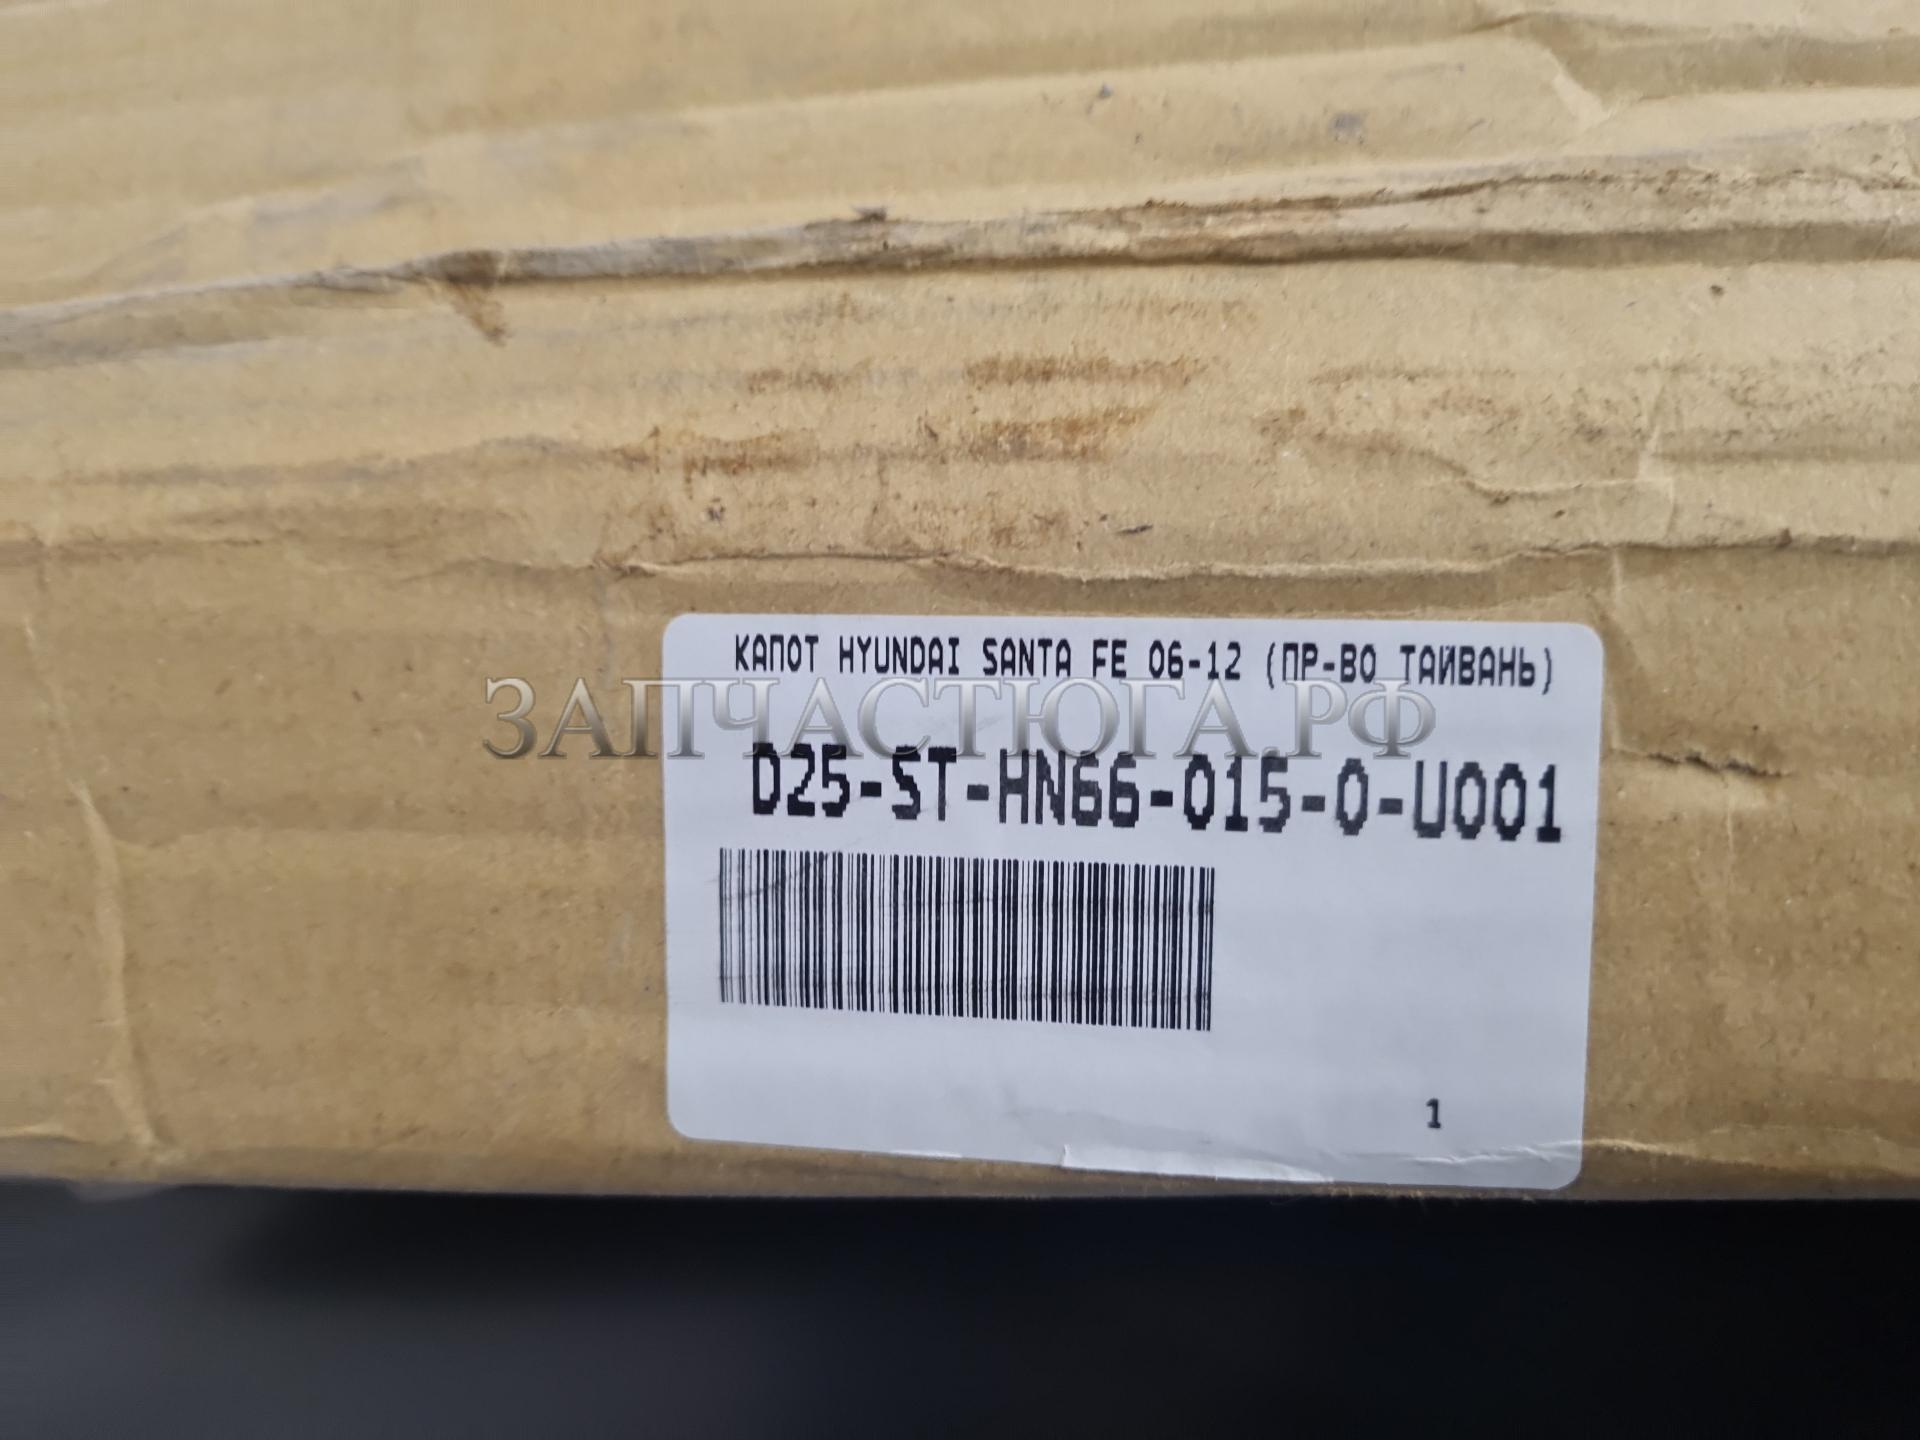 КАПОТ HYUNDAI SANTA FE 06-12 (ПР-ВО ТАЙВАНЬ)
ЗАПЧАСТЮГА.РФ
D25-ST-HN66-015-0-U001
1